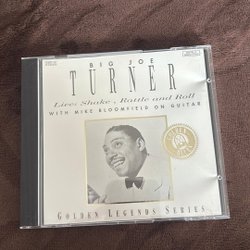 BIG JOE
TURNER
Live: Shake, Rattle and Roll
WITH MIKE BLOOMFIELD ON GUITAR
GOLDEN LEGENDS SERIES